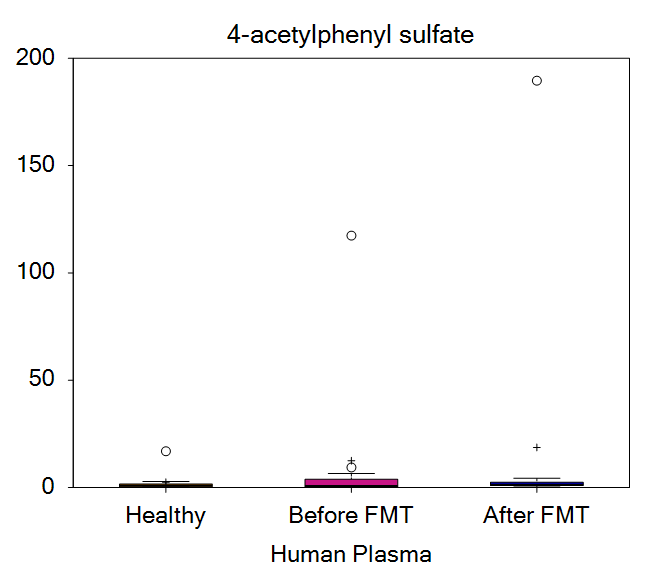 4-acetylphenyl sulfate
200
150
100
50
0
Healthy Before FMT After FMT
Human Plasma